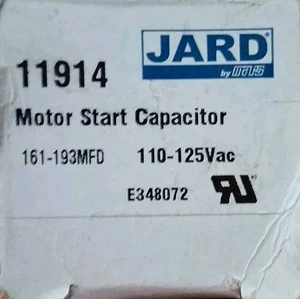 JARD
by MARS
11914
Motor Start Capacitor
161-193MFD 110-125Vac
E348072